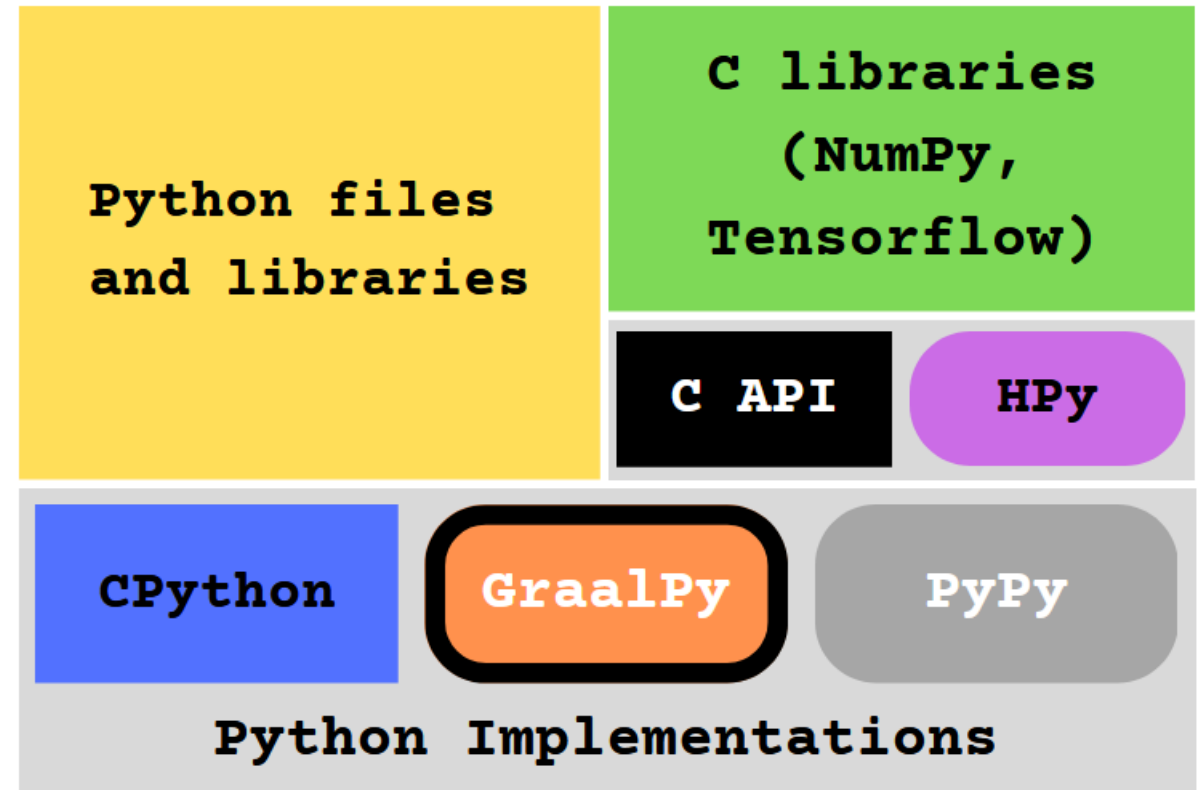 Python files
and libraries
C libraries
(NumPy,
Tensorflow)
C API
HPy
CPython
GraalPy
PyPy
Python Implementations